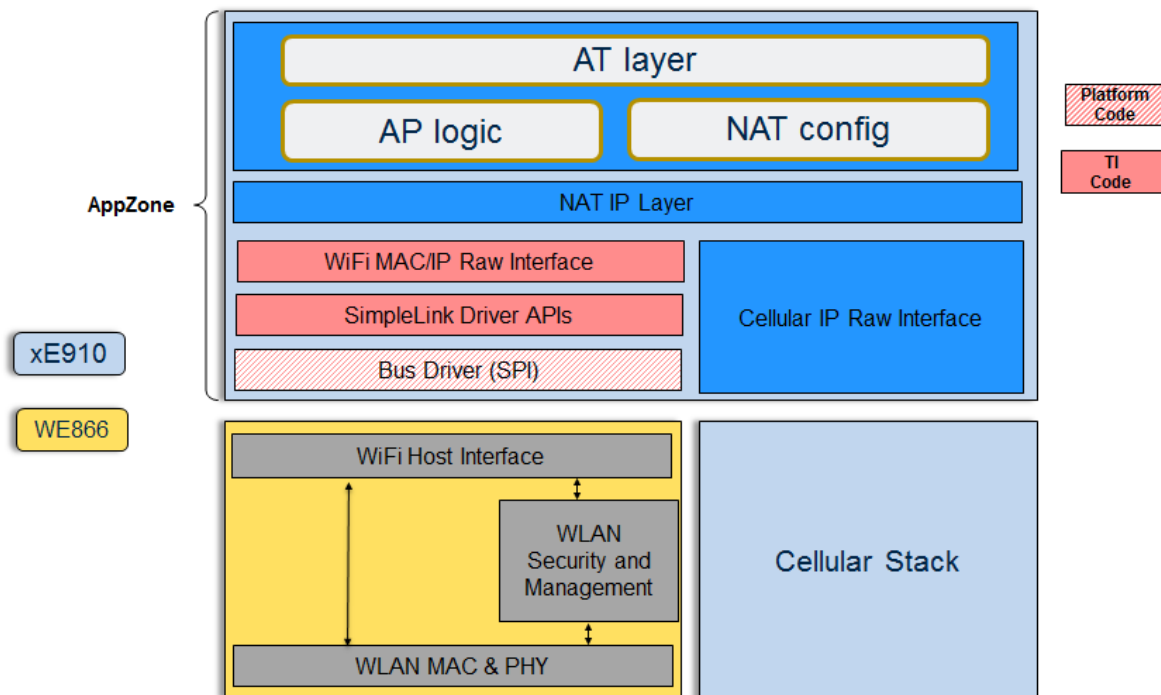 AT layer
AP logic
NAT config
Platform
Code
TI
Code
AppZone
NAT IP Layer
WiFi MAC/IP Raw Interface
SimpleLink Driver APIs
Cellular IP Raw Interface
Bus Driver (SPI)
xE910
WE866
WiFi Host Interface
WLAN
Security and
Management
Cellular Stack
WLAN MAC & PHY